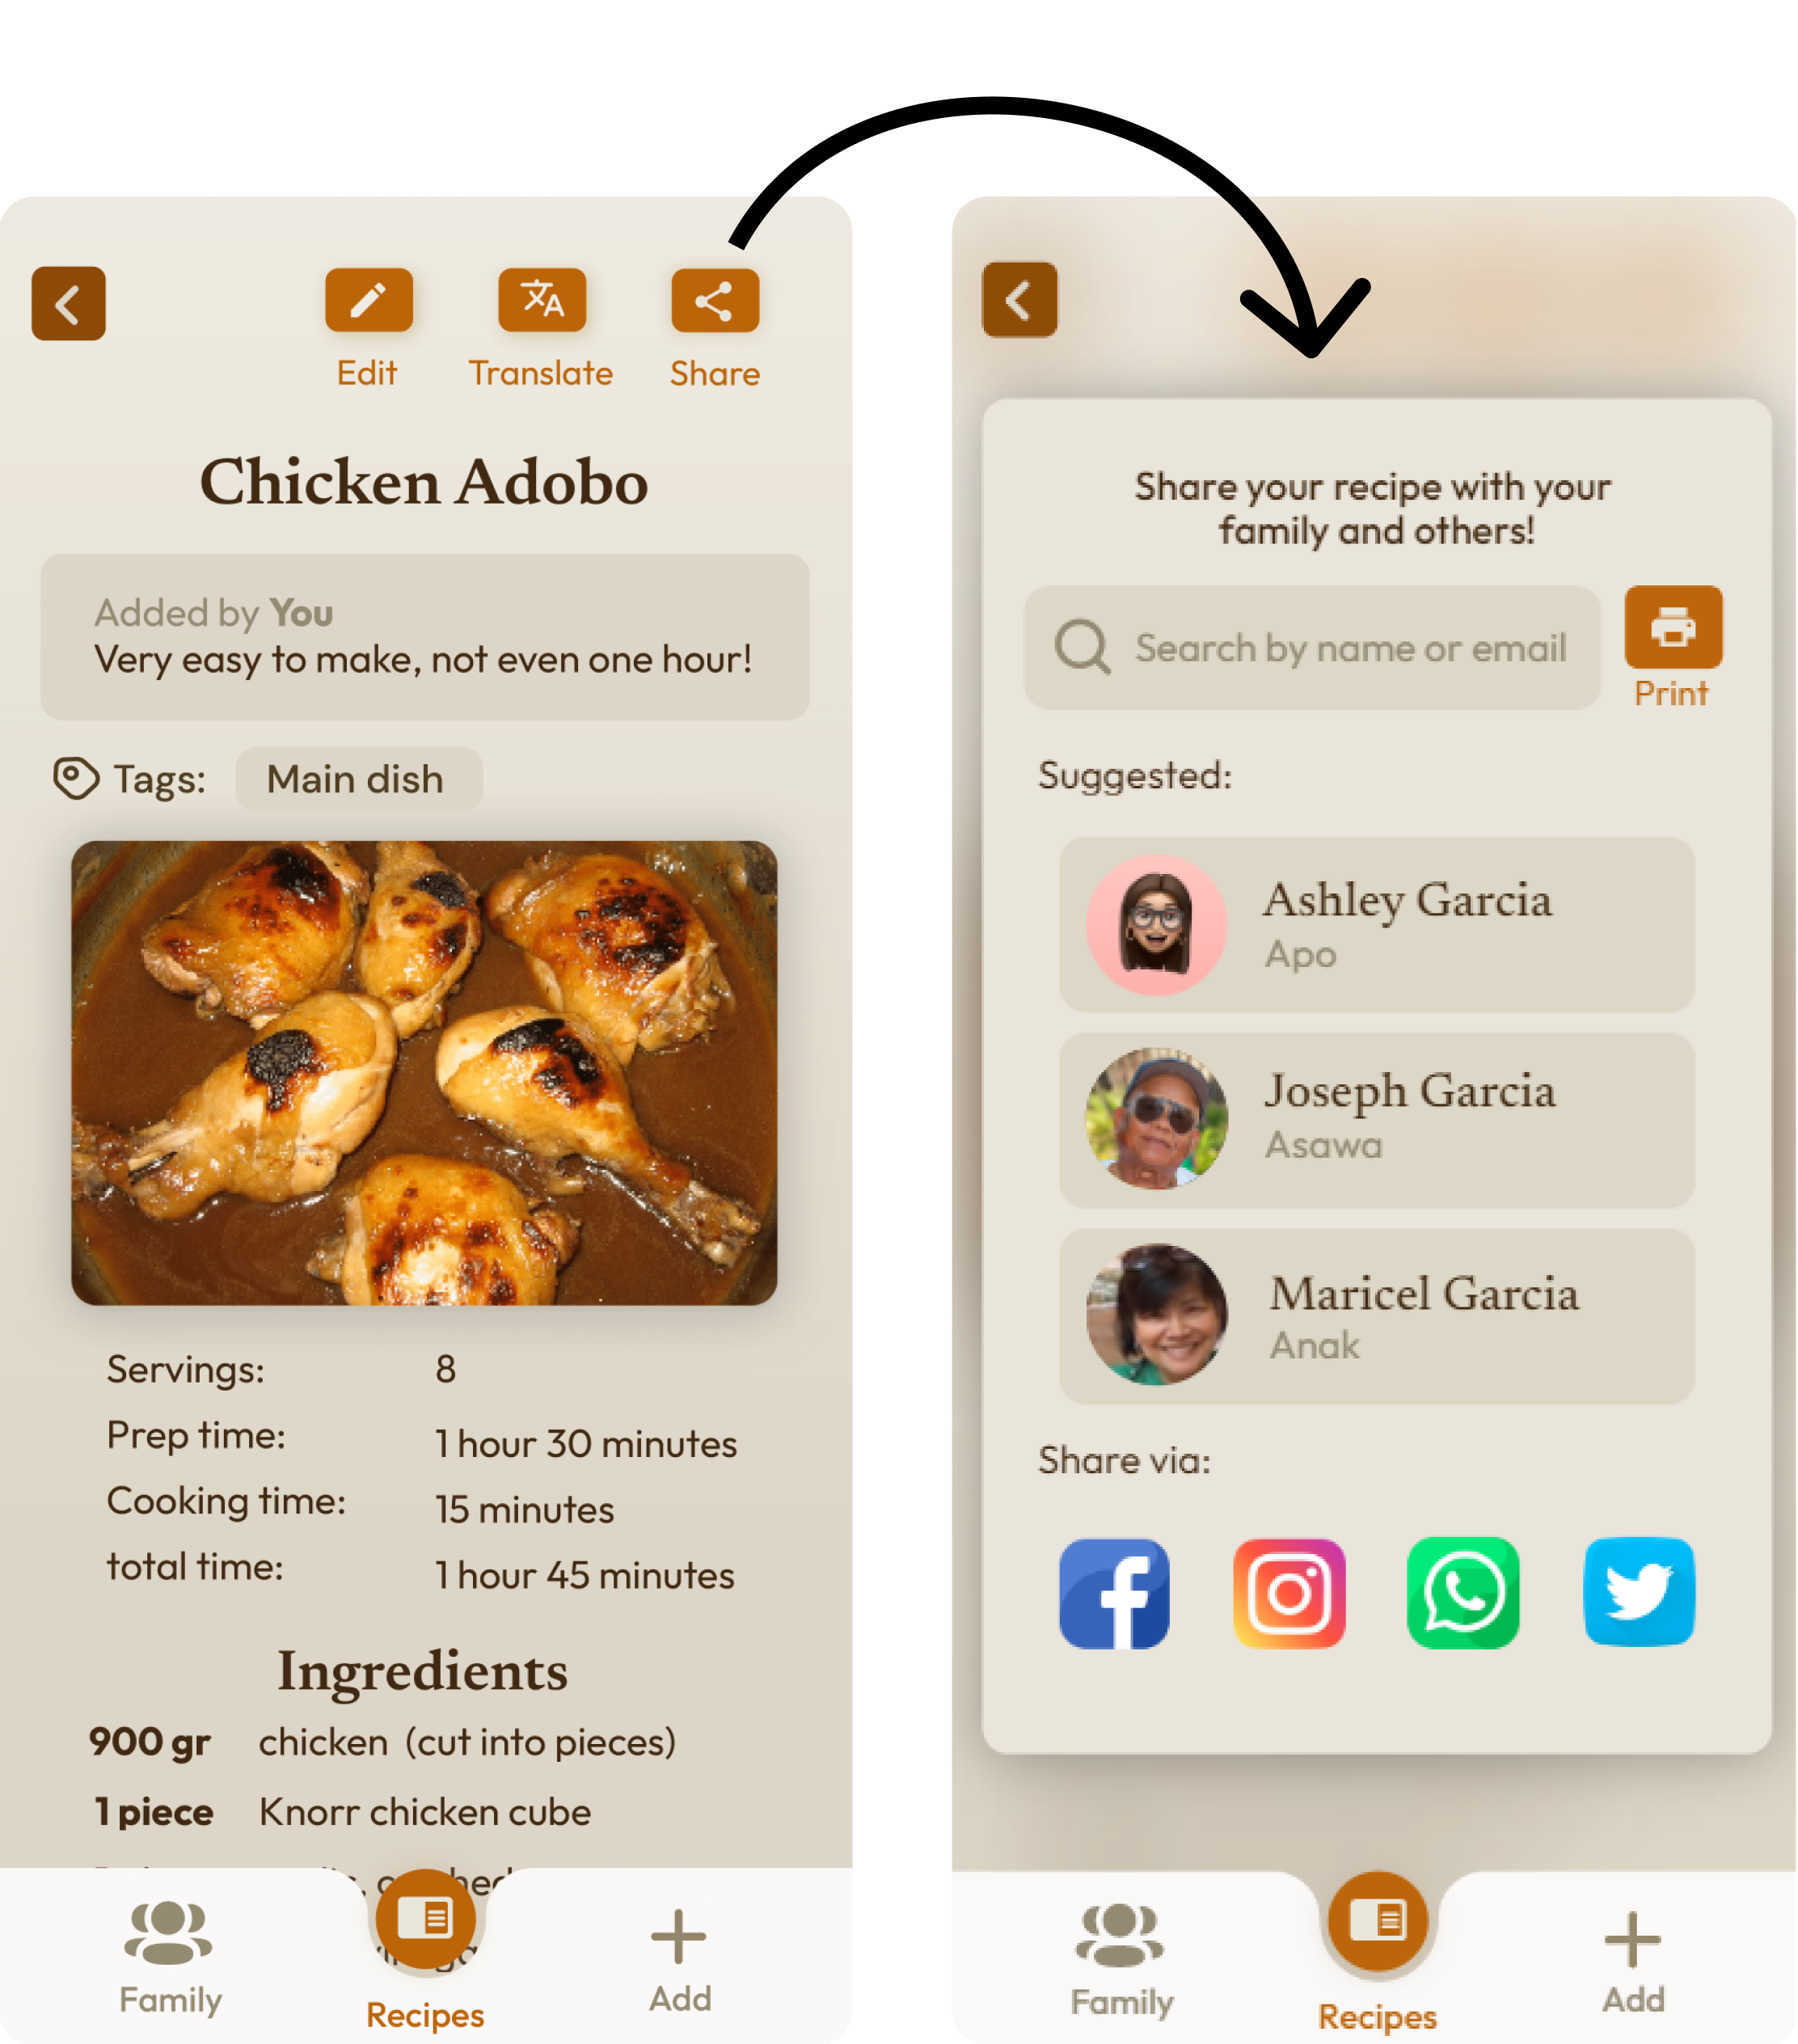 Edit
Translate
Share
Chicken Adobo
Added by You
Very easy to make, not even one hour!
Tags:
Main dish
Servings: 8
Prep time: 1 hour 30 minutes
Cooking time: 15 minutes
total time: 1 hour 45 minutes
Ingredients
900 gr chicken (cut into pieces)
1 piece Knorr chicken cube
Family
Recipes
Add
Share your recipe with your
family and others!
Search by name or email
Print
Suggested:
Ashley Garcia
Apo
Joseph Garcia
Asawa
Maricel Garcia
Anak
Share via:
Family
Recipes
Add